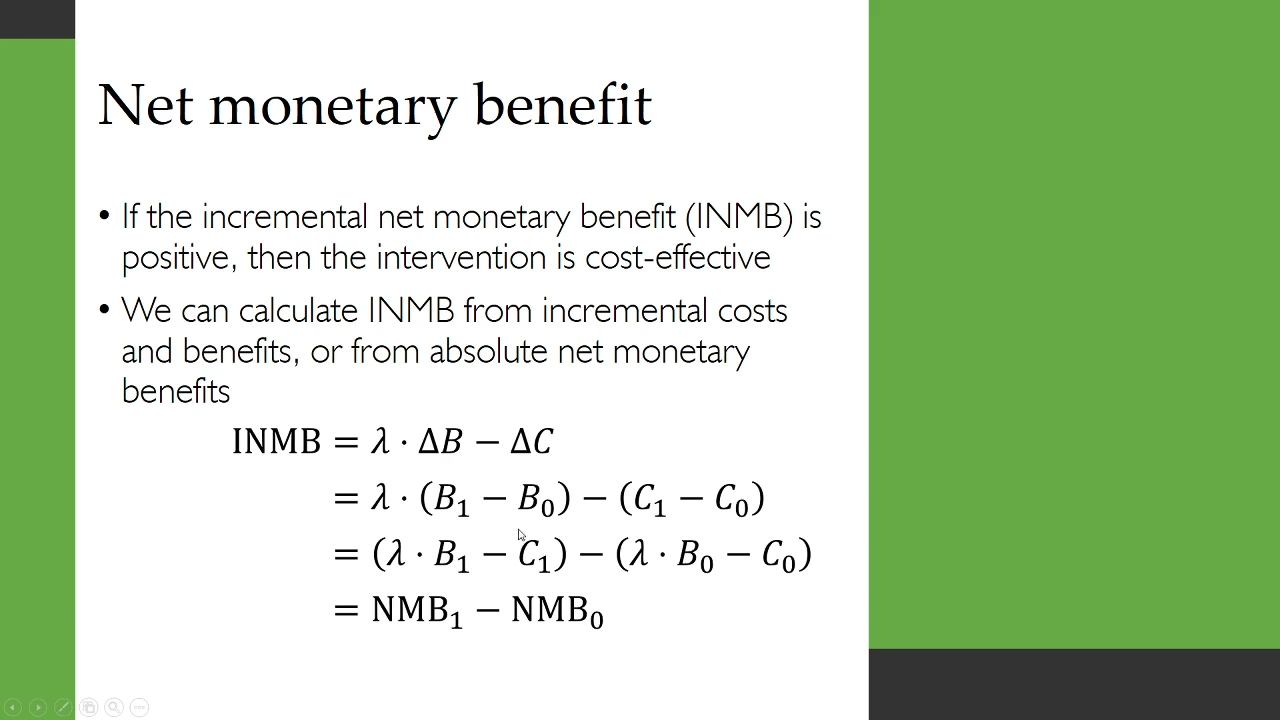 Net monetary benefit
• If the incremental net monetary benefit (INMB) is
positive, then the intervention is cost-effective
• We can calculate INMB from incremental costs
and benefits, or from absolute net monetary
benefits
INMB = λ · ΔB − ΔC
= λ · (B₁ − B₀) − (C₁ − C₀)
= (λ · B₁ − C₁) − (λ · B₀ − C₀)
= NMB₁ − NMB₀